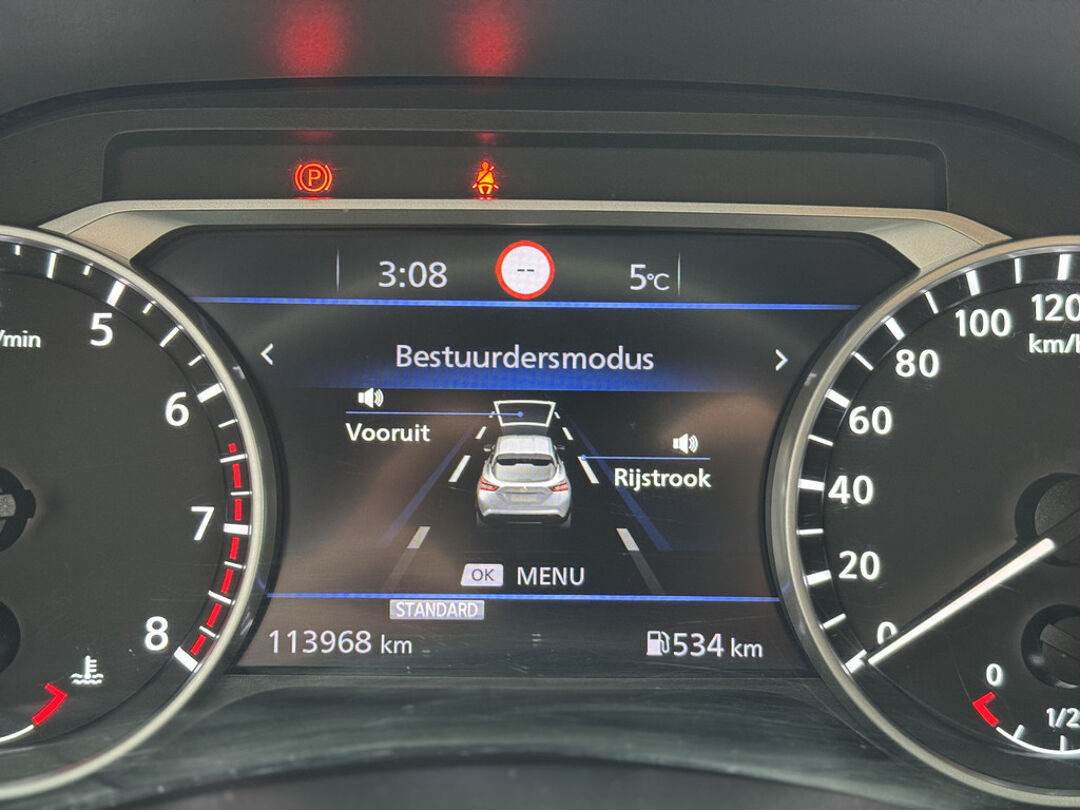 P
3:08
--
5°C
/min
5
6
7
8
Bestuurdersmodus
Vooruit
Rijstrook
OK MENU
STANDARD
113968 km
534 km
120
100
km/h
80
60
40
20
0
0
1/2